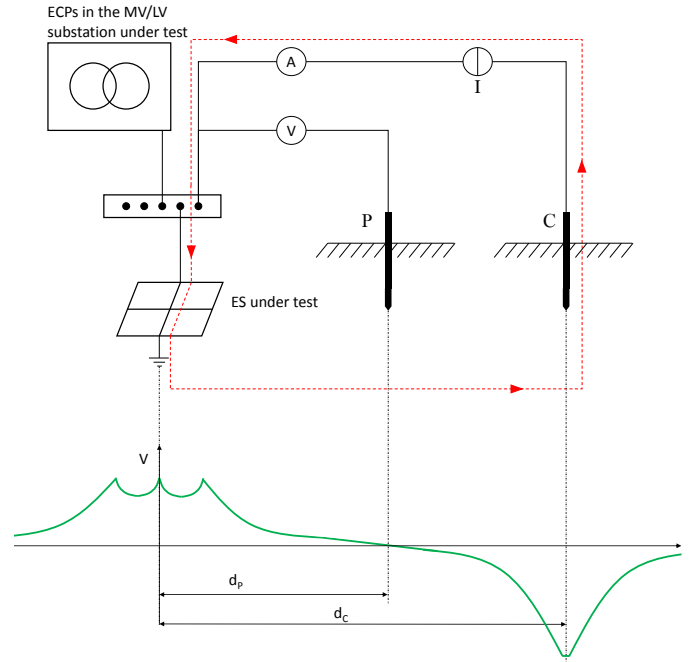 ECPs in the MV/LV
substation under test
A
I
V
P
C
ES under test
V
dP
dC